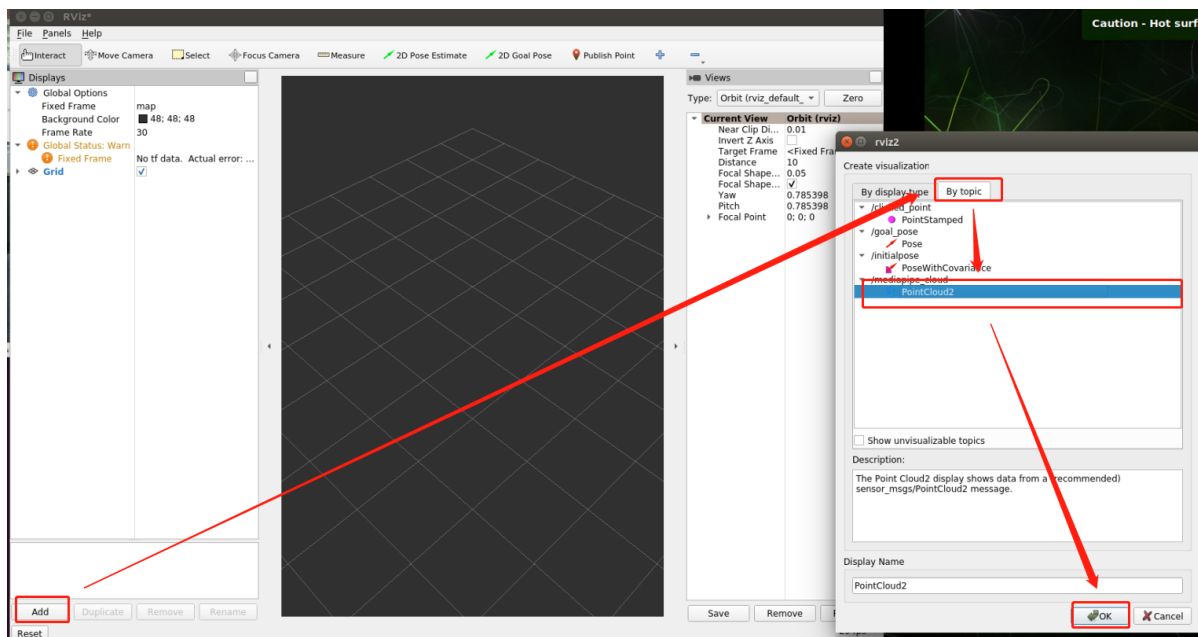 RViz*
Caution - Hot surf
File Panels Help
Interact Move Camera Select Focus Camera Measure 2D Pose Estimate 2D Goal Pose Publish Point
Displays
Global Options
Fixed Frame map
Background Color 48; 48; 48
Frame Rate 30
Global Status: Warn
Fixed Frame No tf data. Actual error: ...
Grid
Add Duplicate Remove Rename
Reset
Views
Type: Orbit (rviz_default_ Zero
Current View Orbit (rviz)
Near Clip Di... 0.01
Invert Z Axis
Target Frame <Fixed Fra
Distance 10
Focal Shape... 0.05
Focal Shape...
Yaw 0.785398
Pitch 0.785398
Focal Point 0; 0; 0
Save Remove
rviz2
Create visualization
By display type By topic
/clicked_point
PointStamped
/goal_pose
Pose
/initialpose
PoseWithCovariance
/mediapipe_cloud
PointCloud2
Show unvisualizable topics
Description:
The Point Cloud2 display shows data from a (recommended)
sensor_msgs/PointCloud2 message.
Display Name
PointCloud2
OK Cancel